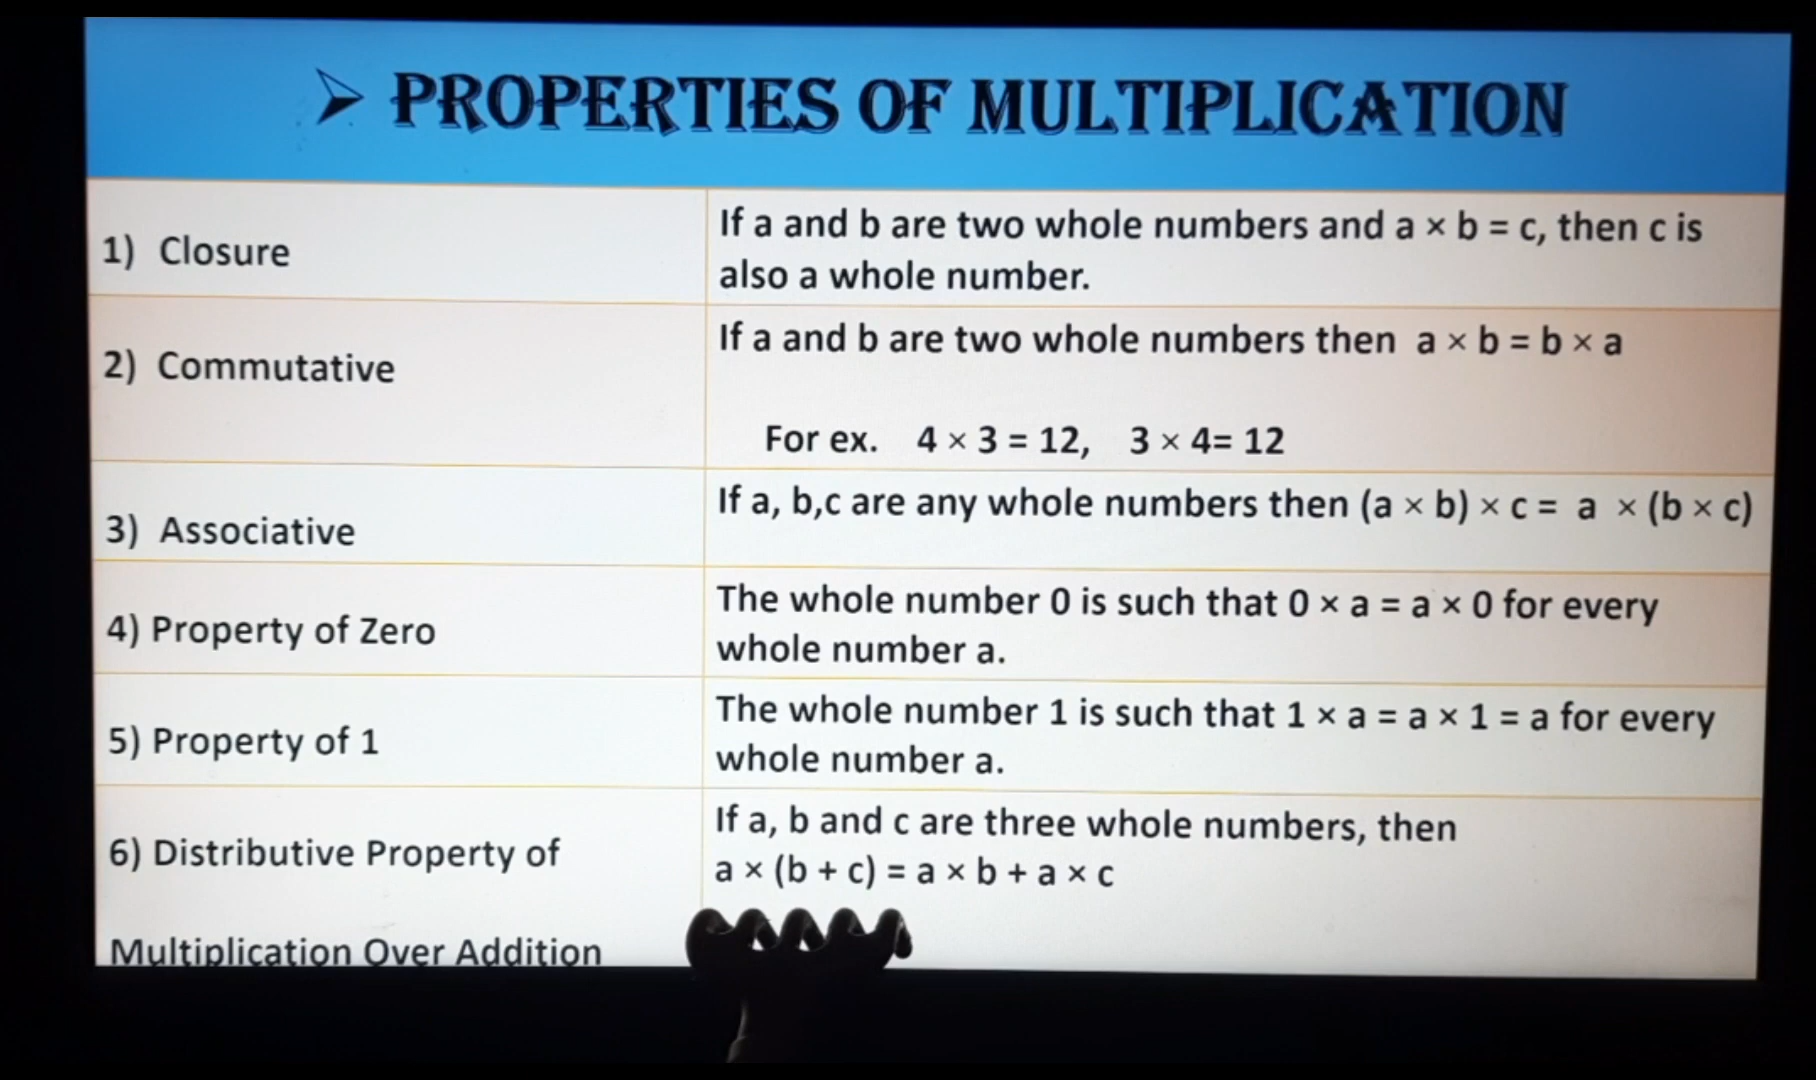 ➢ PROPERTIES OF MULTIPLICATION
1) Closure
If a and b are two whole numbers and a × b = c, then c is
also a whole number.
2) Commutative
If a and b are two whole numbers then a × b = b × a
For ex. 4 × 3 = 12, 3 × 4= 12
3) Associative
If a, b,c are any whole numbers then (a × b) × c = a × (b × c)
4) Property of Zero
The whole number 0 is such that 0 × a = a × 0 for every
whole number a.
5) Property of 1
The whole number 1 is such that 1 × a = a × 1 = a for every
whole number a.
6) Distributive Property of
Multiplication Over Addition
If a, b and c are three whole numbers, then
a × (b + c) = a × b + a × c